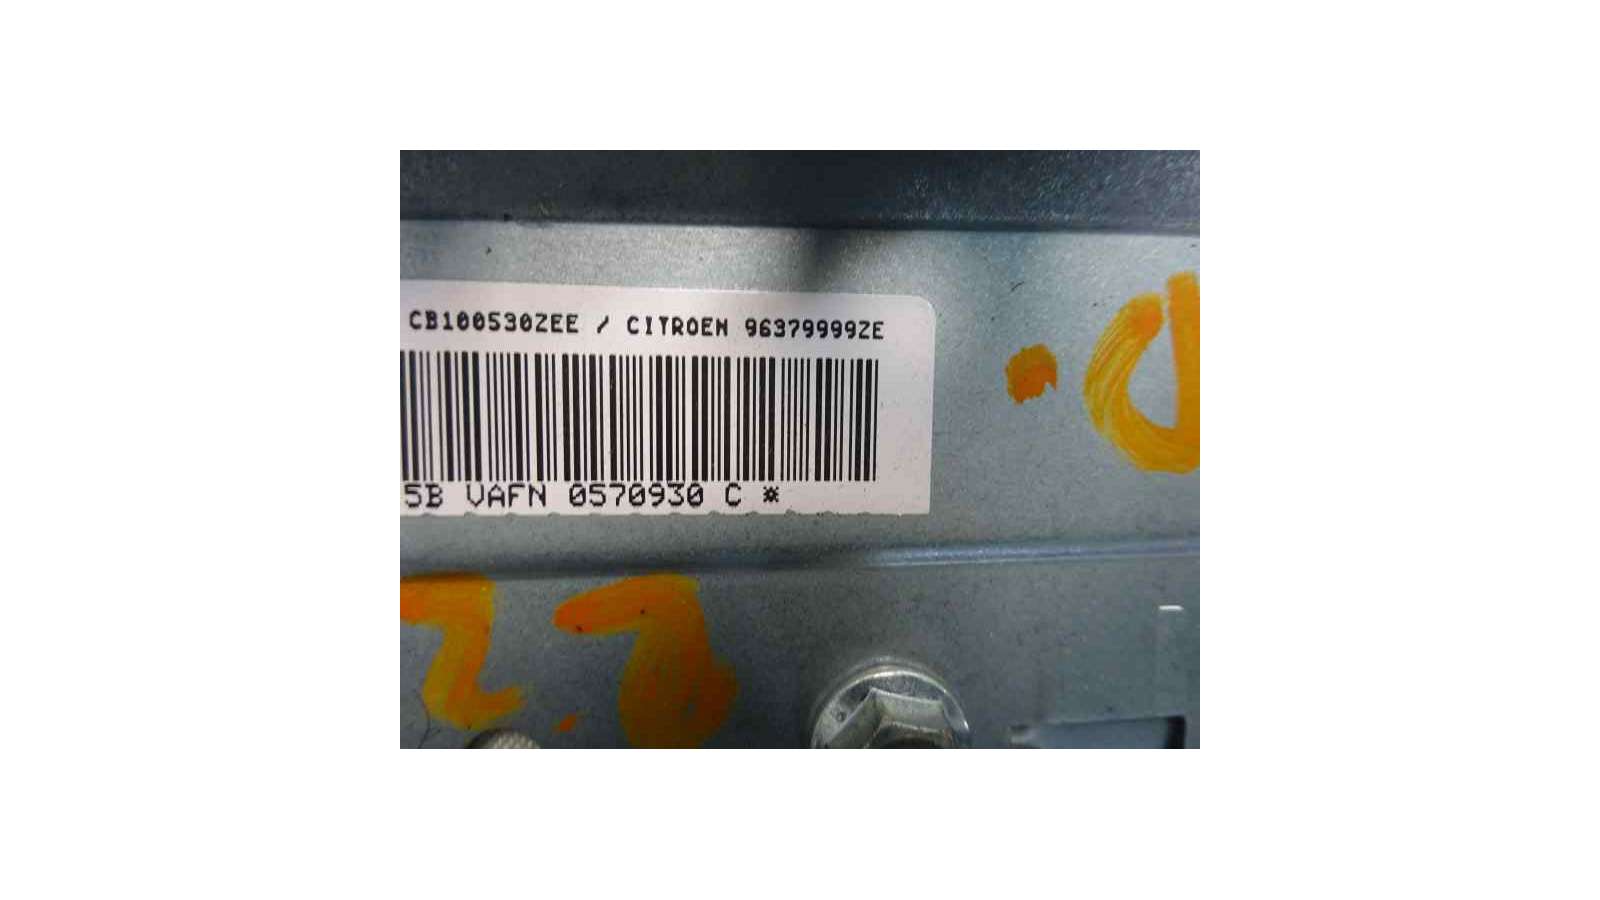 CB100530ZEE / CITROEN 96379999ZE
5B VAFN 0570930 C *